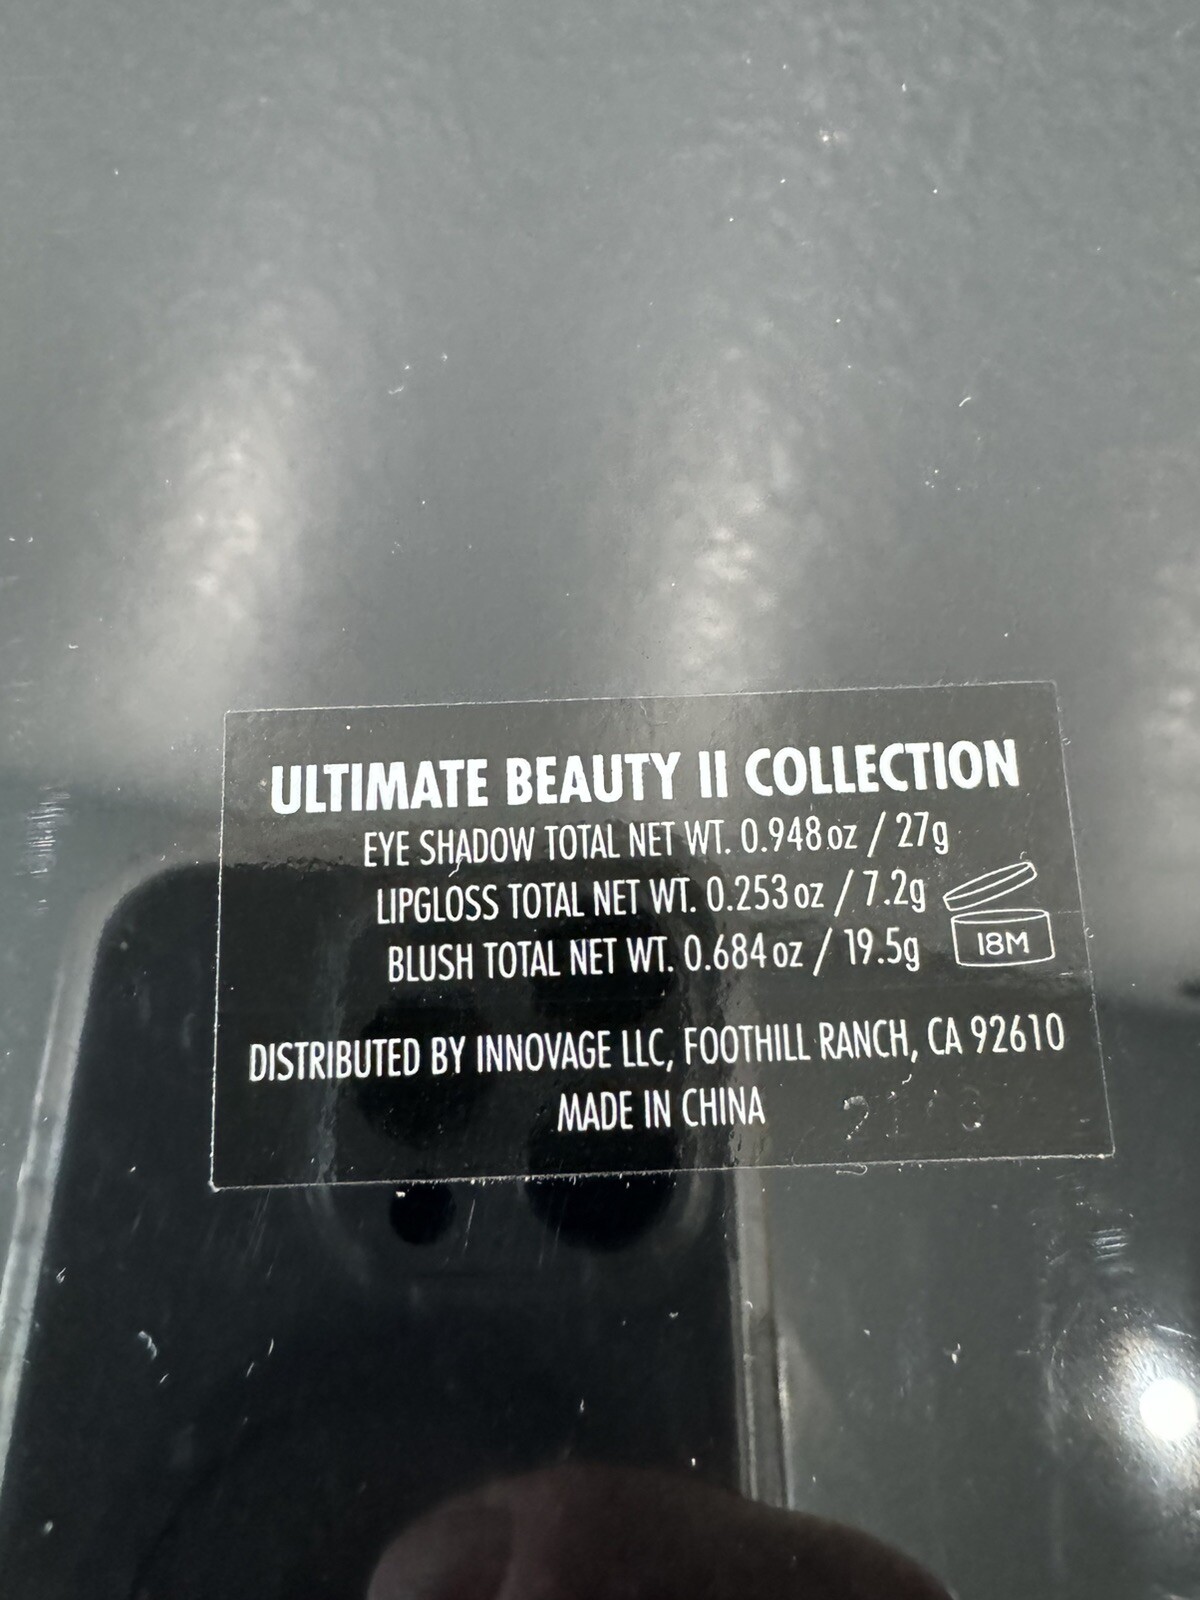 ULTIMATE BEAUTY II COLLECTION
EYE SHADOW TOTAL NET WT. 0.948 oz / 27g
LIPGLOSS TOTAL NET WT. 0.253 oz / 7.2g
BLUSH TOTAL NET WT. 0.684 oz / 19.5g
18M
DISTRIBUTED BY INNOVAGE LLC, FOOTHILL RANCH, CA 92610
MADE IN CHINA